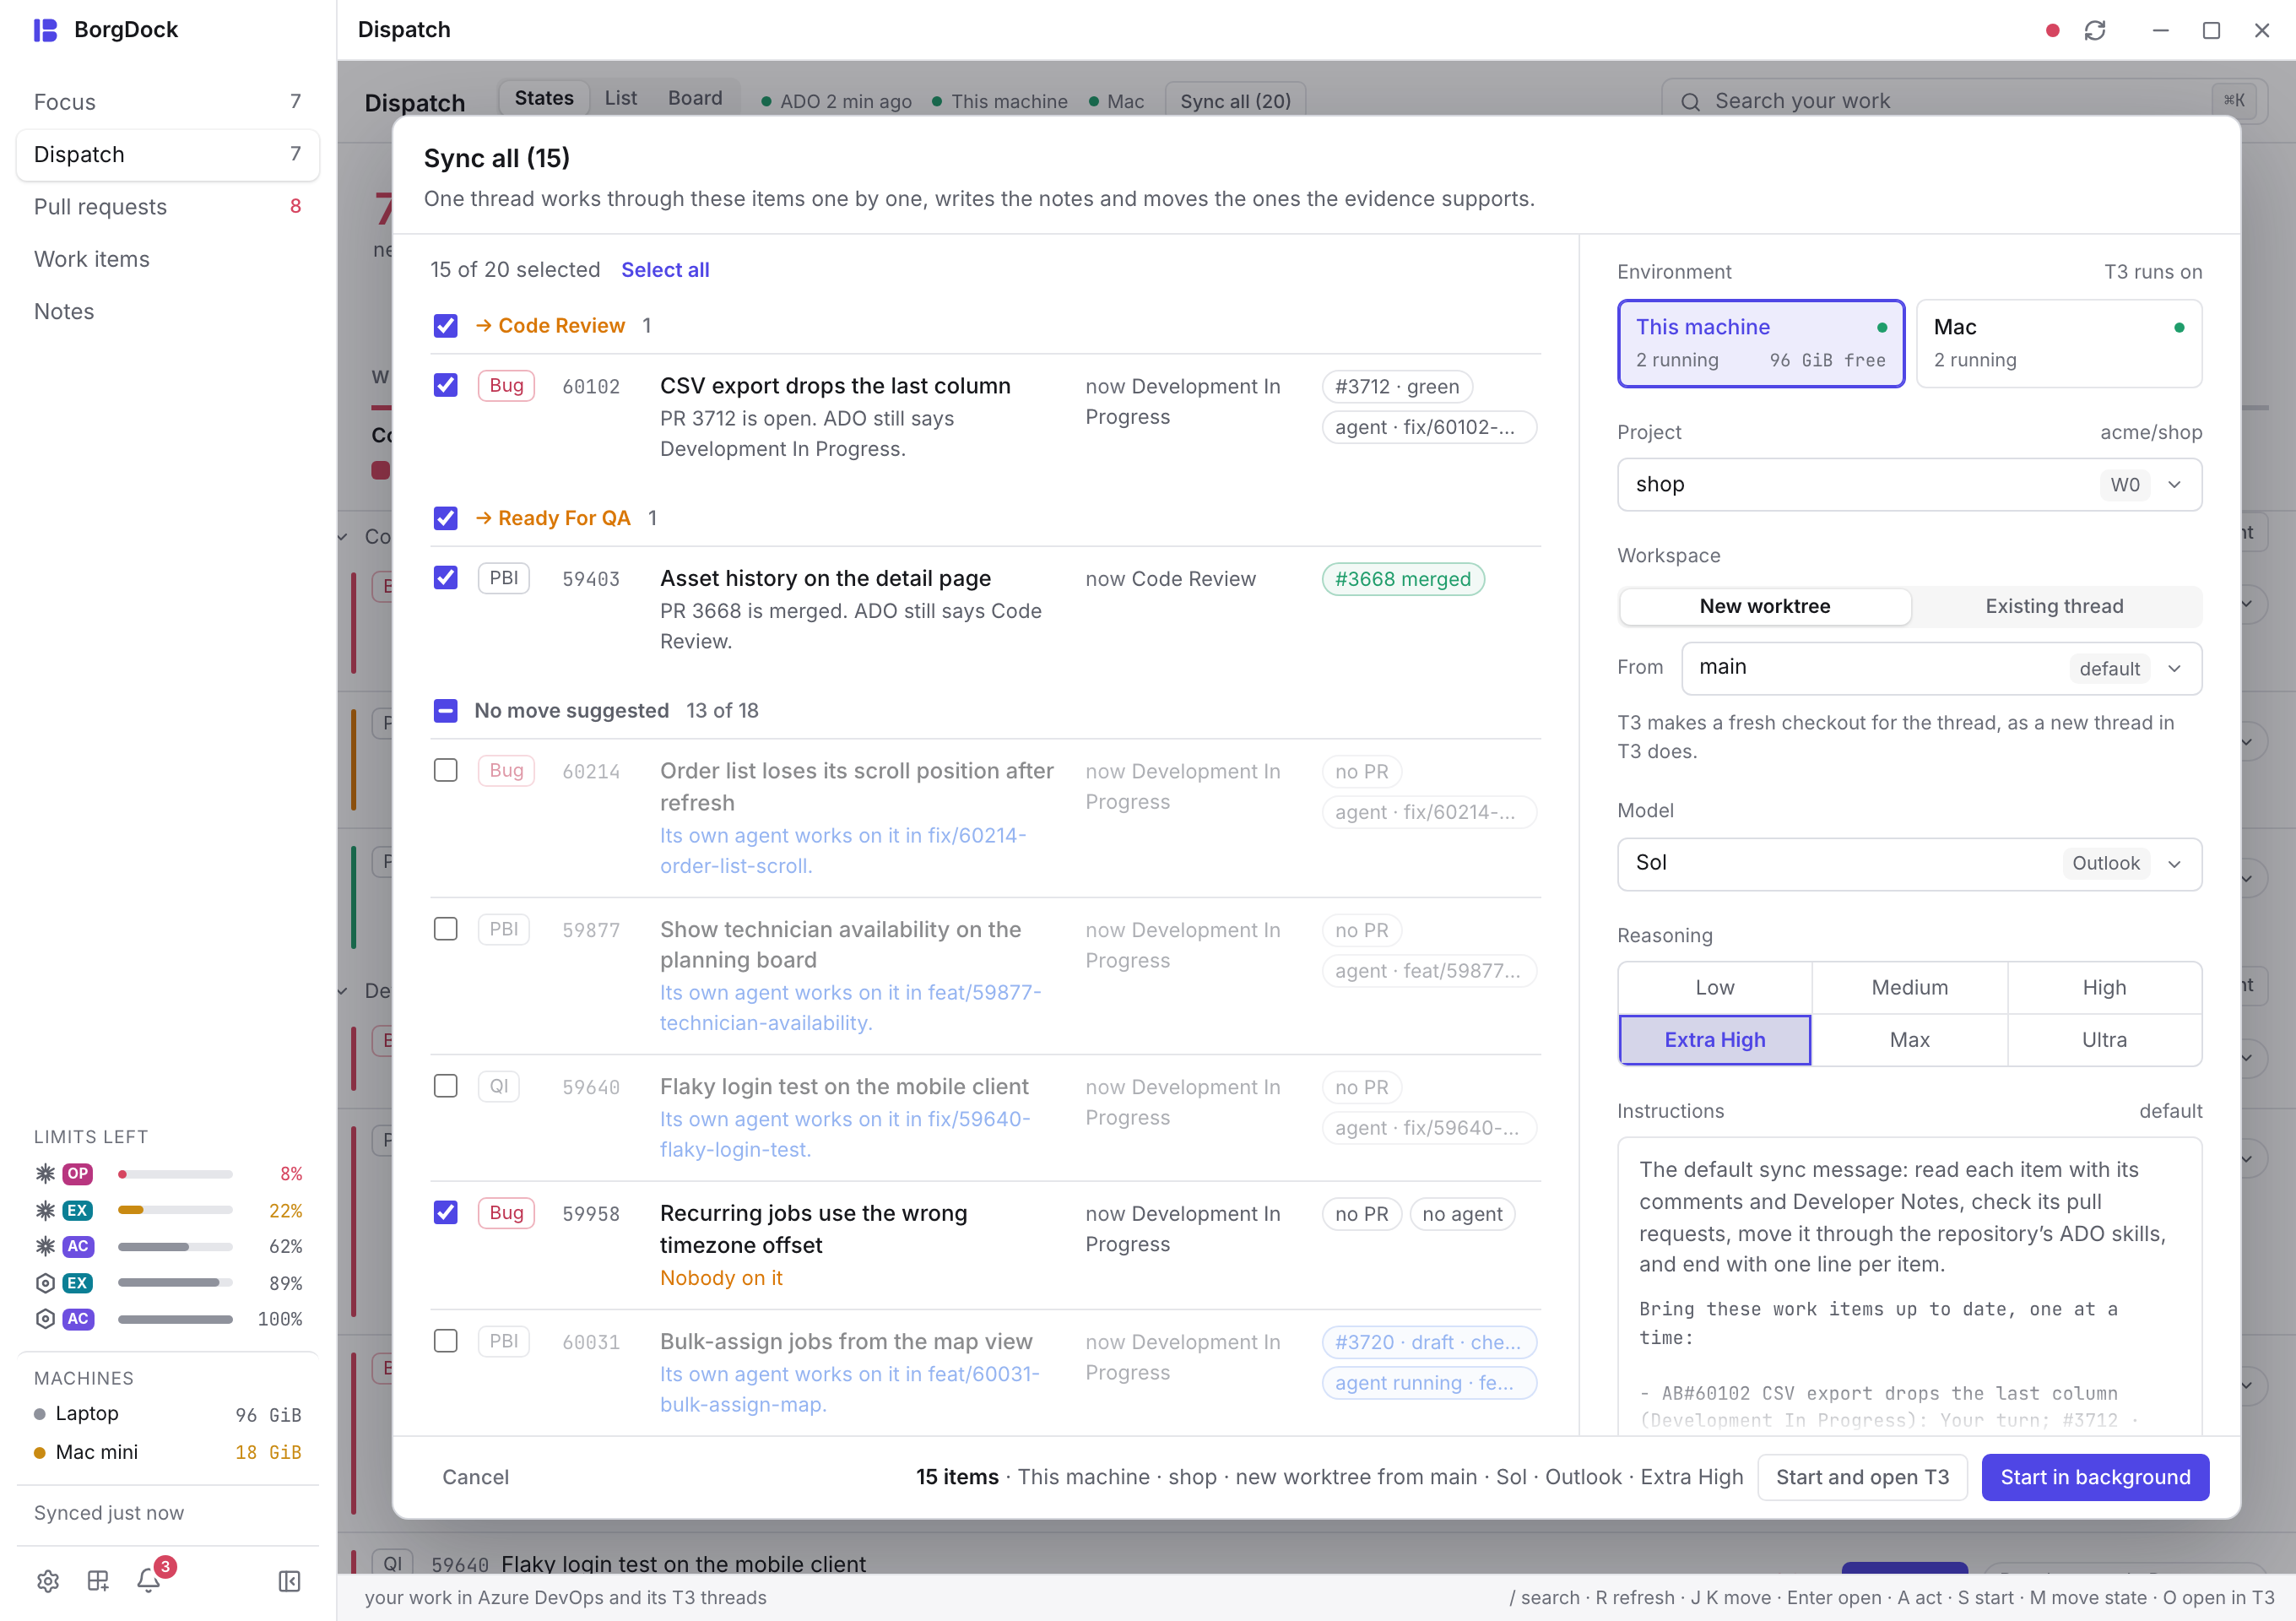 BorgDock
Focus 7
Dispatch 7
Pull requests 8
Work items
Notes
LIMITS LEFT
OP 8%
EX 22%
AC 62%
EX 89%
AC 100%
MACHINES
Laptop 96 GiB
Mac mini 18 GiB
Synced just now
3
Dispatch
Dispatch States List Board ADO 2 min ago This machine Mac Sync all (20) Search your work ⌘K
Sync all (15)
One thread works through these items one by one, writes the notes and moves the ones the evidence supports.
15 of 20 selected Select all
→ Code Review 1
Bug 60102 CSV export drops the last column now Development In Progress #3712 · green
PR 3712 is open. ADO still says Development In Progress. agent · fix/60102-...
→ Ready For QA 1
PBI 59403 Asset history on the detail page now Code Review #3668 merged
PR 3668 is merged. ADO still says Code Review.
No move suggested 13 of 18
Bug 60214 Order list loses its scroll position after refresh now Development In Progress no PR
Its own agent works on it in fix/60214-order-list-scroll. agent · fix/60214-...
PBI 59877 Show technician availability on the planning board now Development In Progress no PR
Its own agent works on it in feat/59877-technician-availability. agent · feat/59877...
QI 59640 Flaky login test on the mobile client now Development In Progress no PR
Its own agent works on it in fix/59640-flaky-login-test. agent · fix/59640-...
Bug 59958 Recurring jobs use the wrong timezone offset now Development In Progress no PR no agent
Nobody on it
PBI 60031 Bulk-assign jobs from the map view now Development In Progress #3720 · draft · che...
Its own agent works on it in feat/60031-bulk-assign-map. agent running · fe...
Environment T3 runs on
This machine
2 running 96 GiB free
Mac
2 running
Project acme/shop
shop W0
Workspace
New worktree Existing thread
From main default
T3 makes a fresh checkout for the thread, as a new thread in
T3 does.
Model
Sol Outlook
Reasoning
Low Medium High
Extra High Max Ultra
Instructions default
The default sync message: read each item with its
comments and Developer Notes, check its pull
requests, move it through the repository’s ADO skills,
and end with one line per item.
Bring these work items up to date, one at a
time:
- AB#60102 CSV export drops the last column
(Development In Progress): Your turn; #3712 ·
Cancel 15 items · This machine · shop · new worktree from main · Sol · Outlook · Extra High Start and open T3 Start in background
QI 59640 Flaky login test on the mobile client
your work in Azure DevOps and its T3 threads
/ search · R refresh · J K move · Enter open · A act · S start · M move state · O open in T3